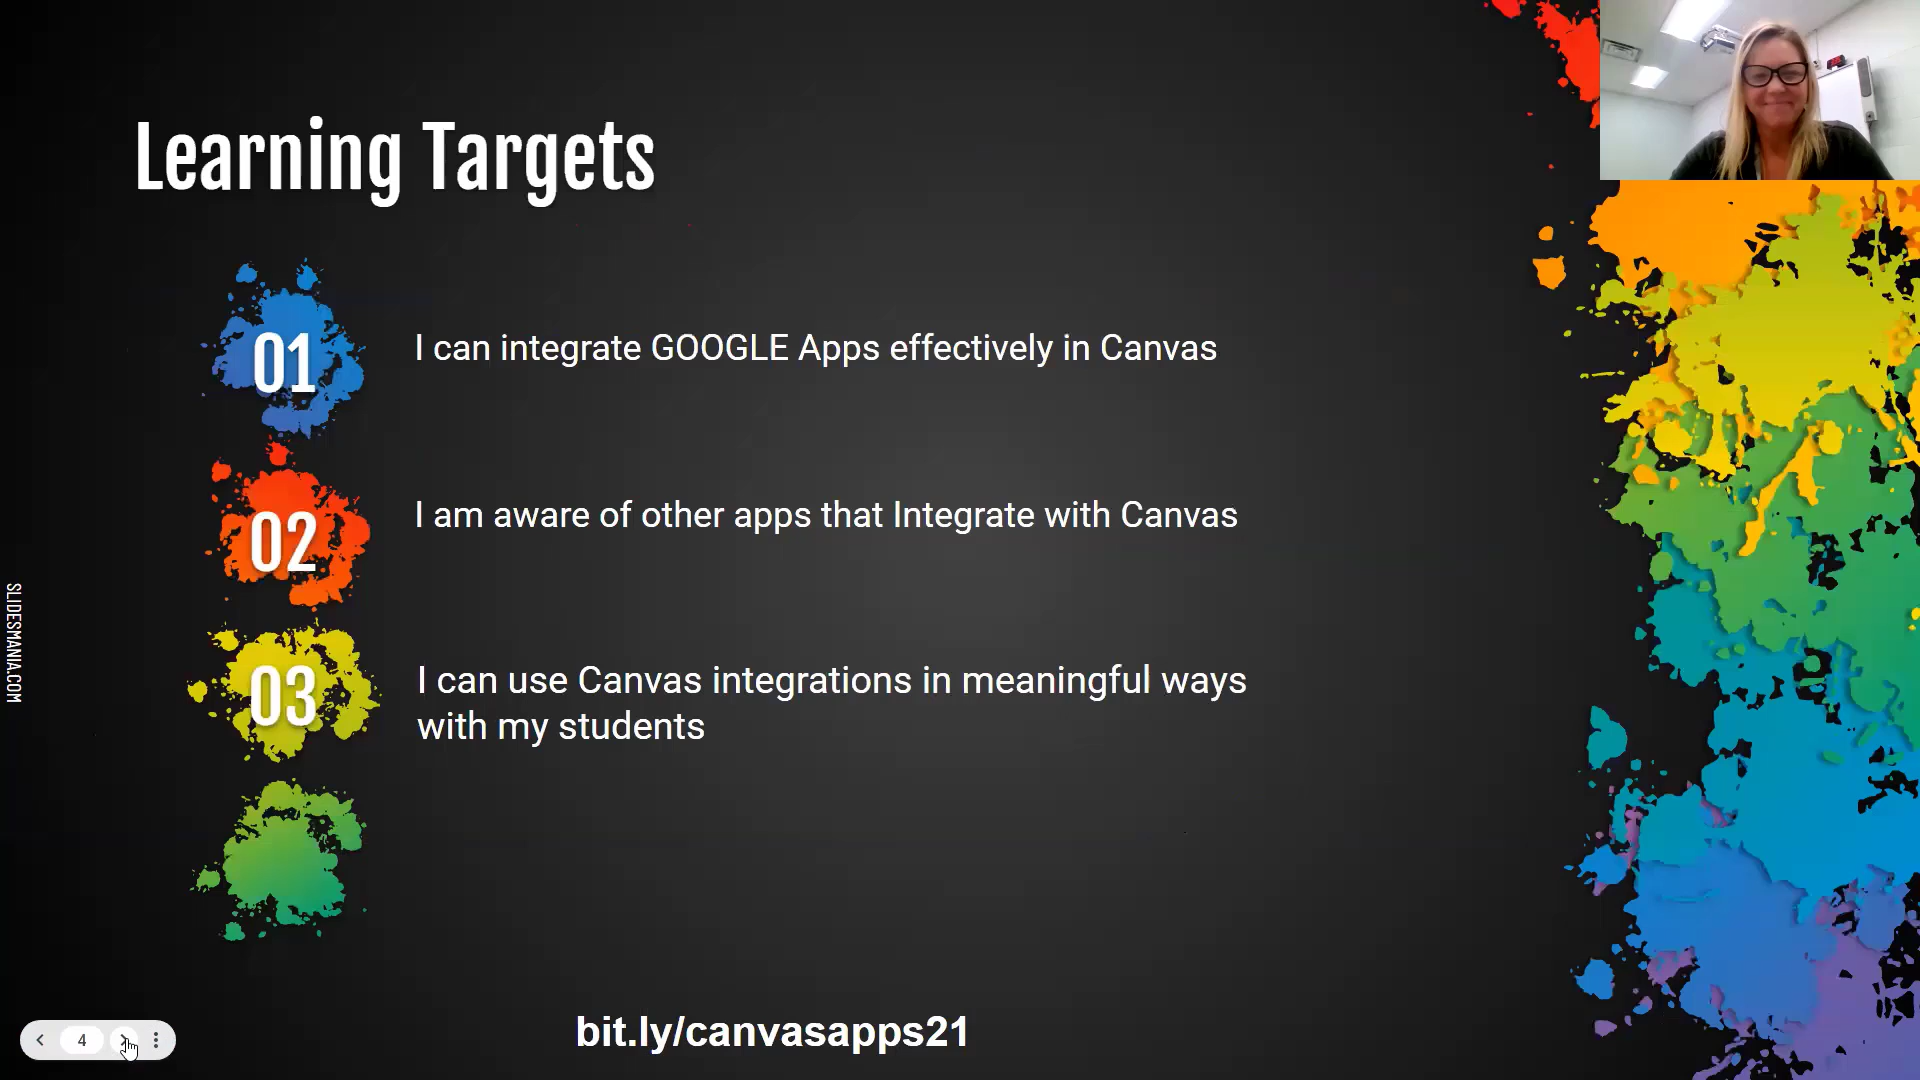 Learning Targets
01
I can integrate GOOGLE Apps effectively in Canvas
02
I am aware of other apps that Integrate with Canvas
03
I can use Canvas integrations in meaningful ways
with my students
SLIDESMANIA.COM
4
bit.ly/canvasapps21